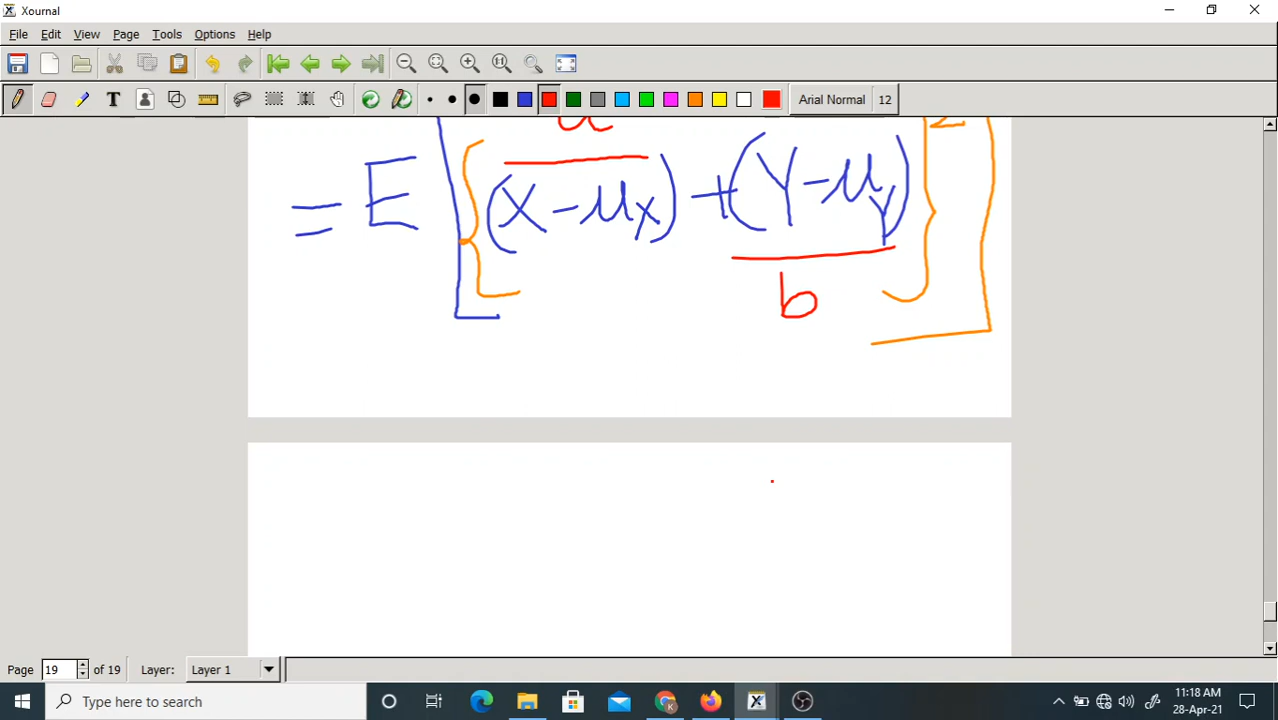 Xournal
File Edit View Page Tools Options Help
T Arial Normal 12
a 2
= E [{(X - μx) + (Y - μY)}]
b
Page 19 of 19 Layer: Layer 1
Type here to search
11:18 AM
28-Apr-21